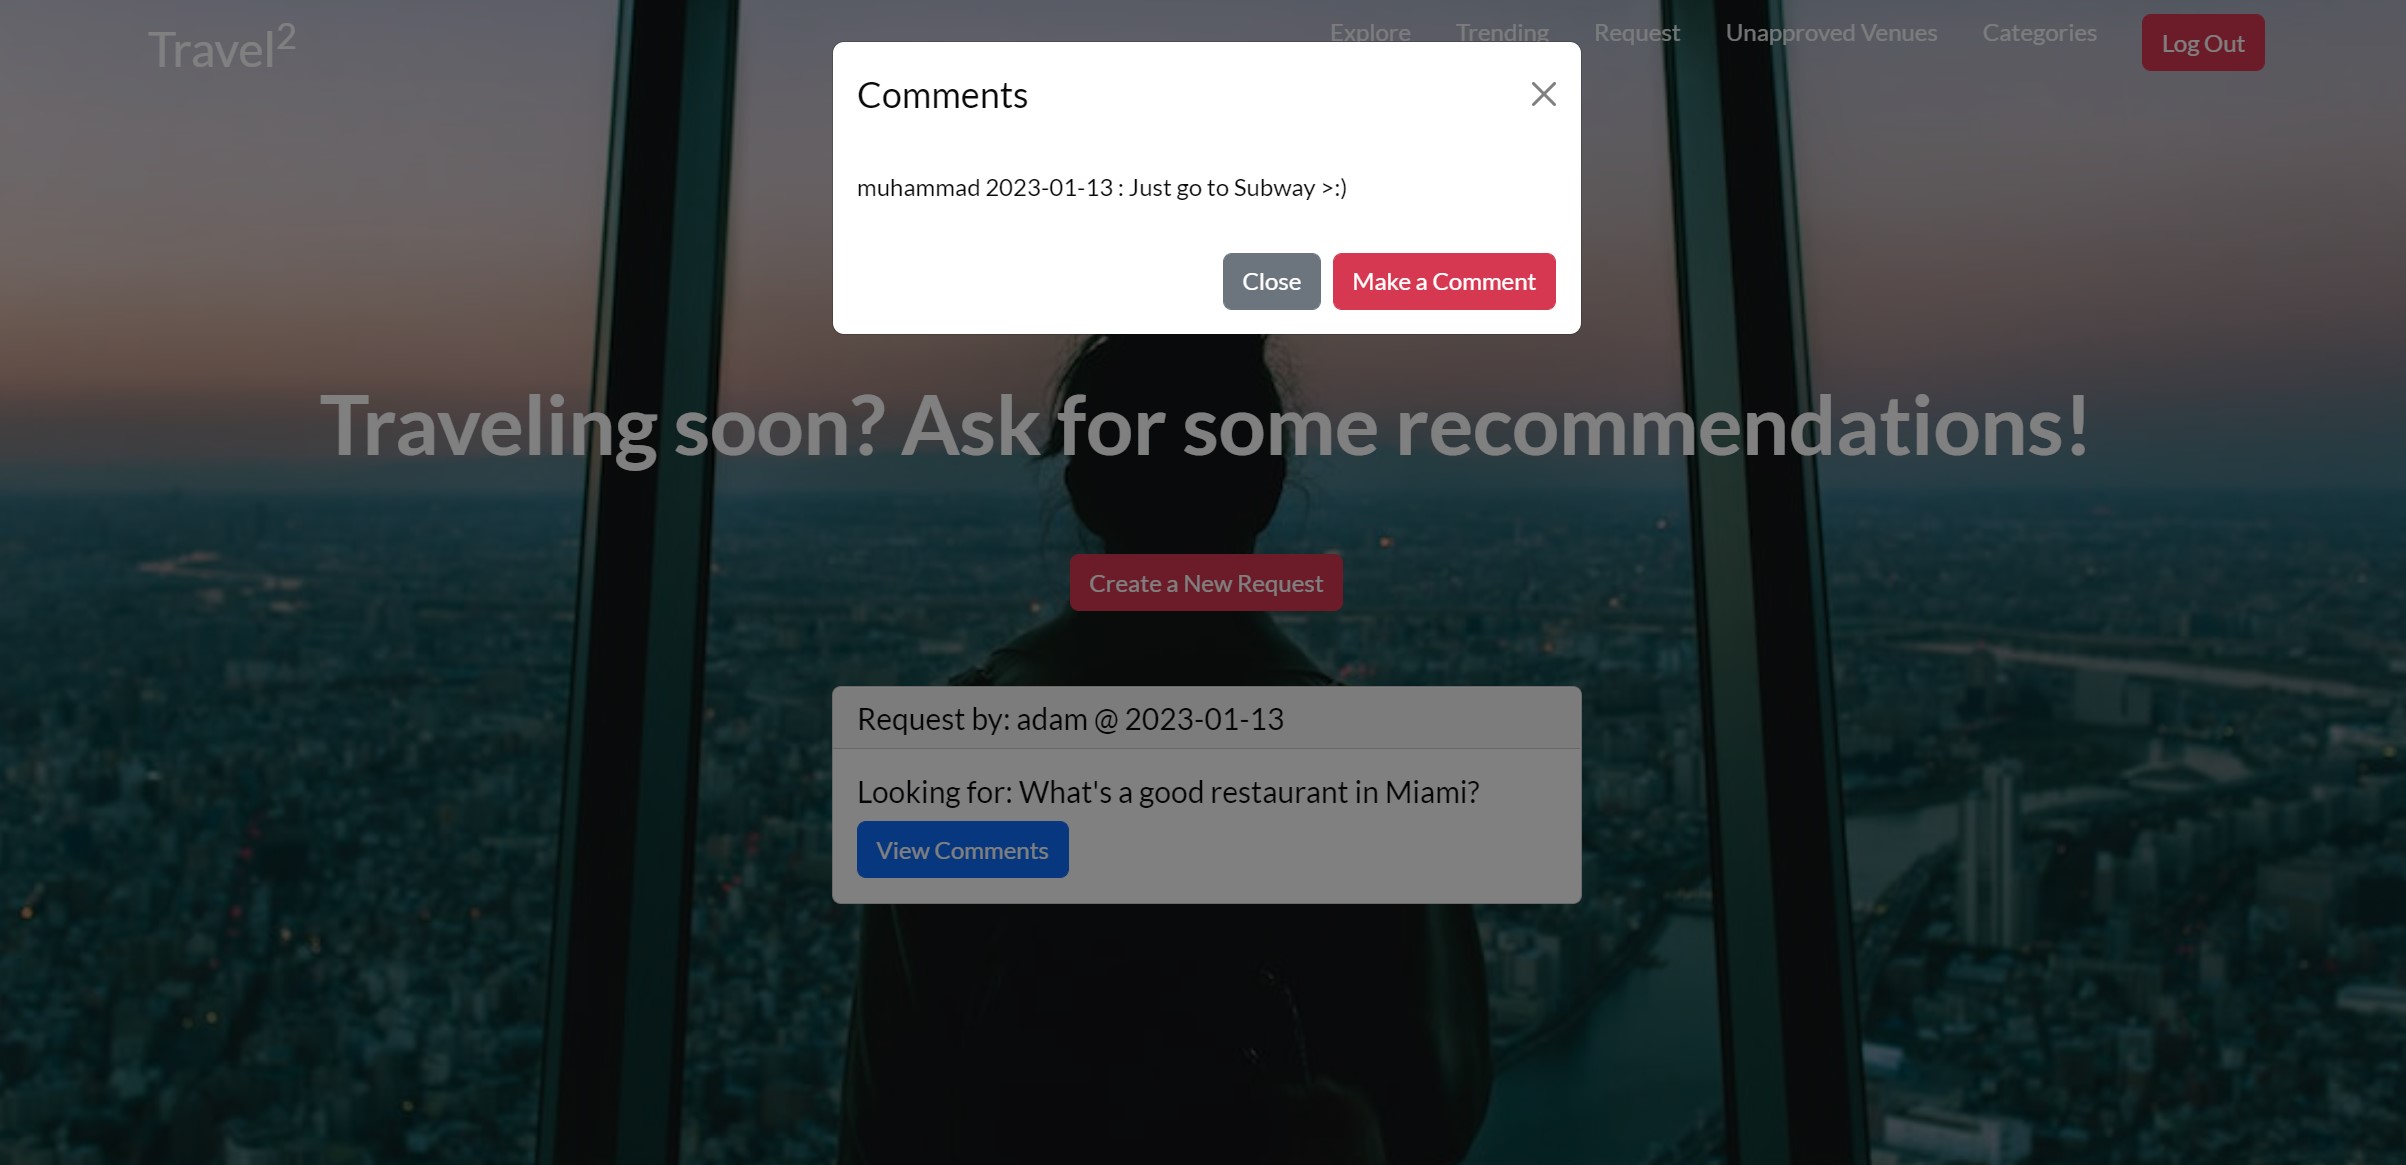 Travel²
Explore Trending Request Unapproved Venues Categories Log Out
Comments
muhammad 2023-01-13 : Just go to Subway >:)
Close Make a Comment
Traveling soon? Ask for some recommendations!
Create a New Request
Request by: adam @ 2023-01-13
Looking for: What's a good restaurant in Miami?
View Comments